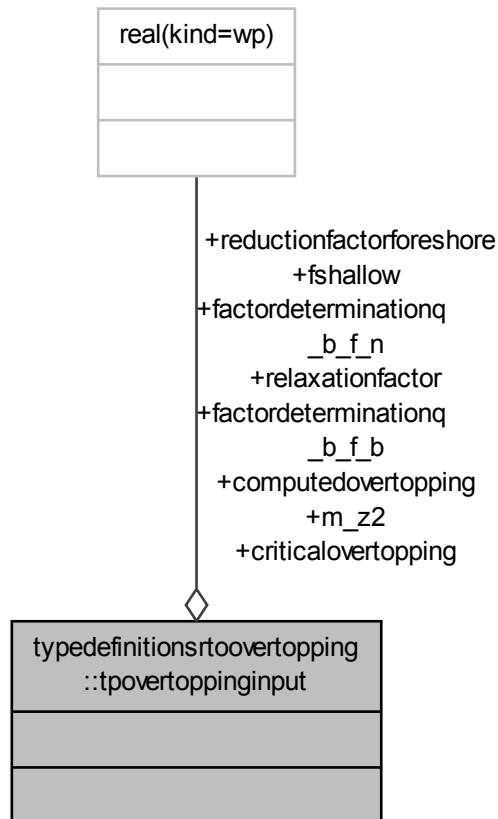 real(kind=wp)
+reductionfactorforeshore
+fshallow
+factordeterminationq
_b_f_n
+relaxationfactor
+factordeterminationq
_b_f_b
+computedovertopping
+m_z2
+criticalovertopping
typedefinitionsrtoovertopping
::tpovertoppinginput